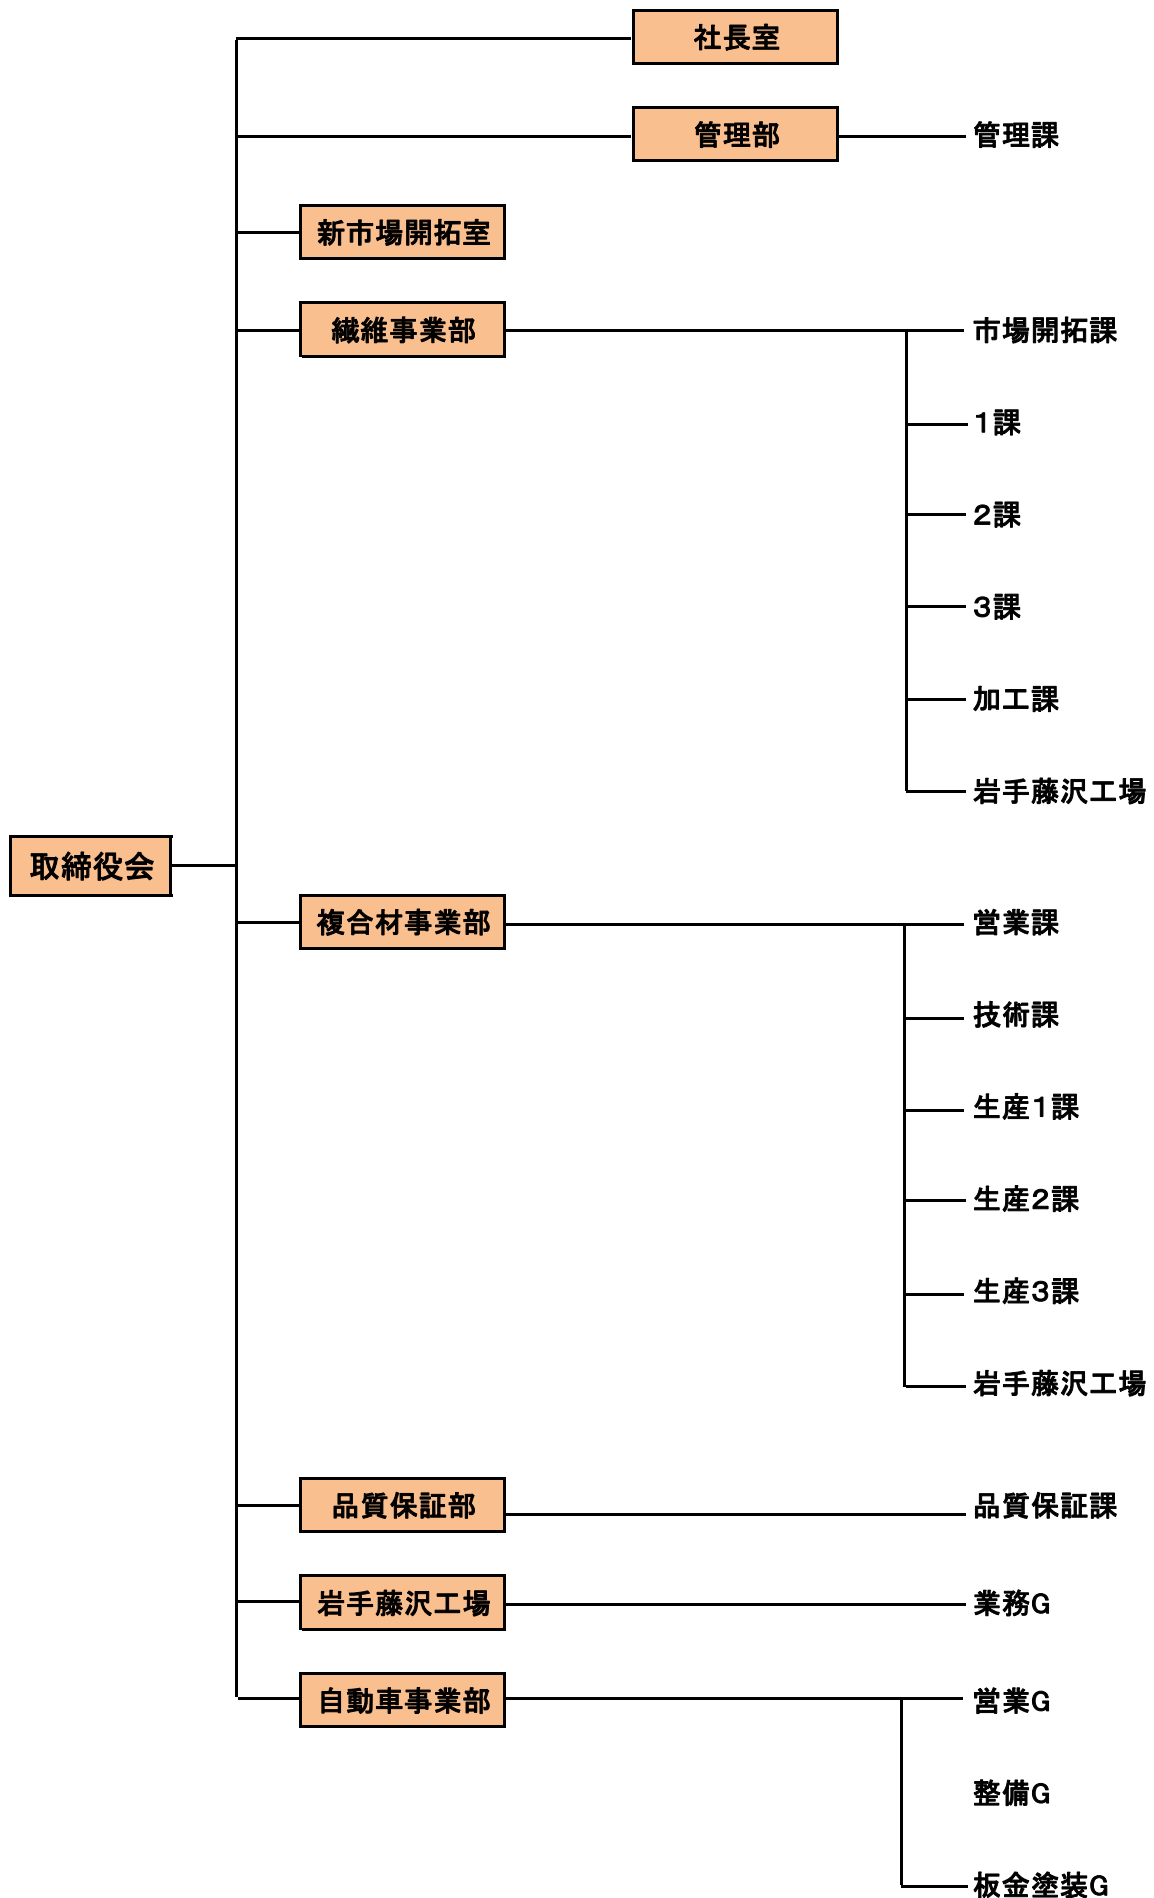 社長室
管理部 管理課
新市場開拓室
繊維事業部 市場開拓課
1課
2課
3課
加工課
岩手藤沢工場
取締役会
複合材事業部 営業課
技術課
生産1課
生産2課
生産3課
岩手藤沢工場
品質保証部 品質保証課
岩手藤沢工場 業務G
自動車事業部 営業G
整備G
板金塗装G